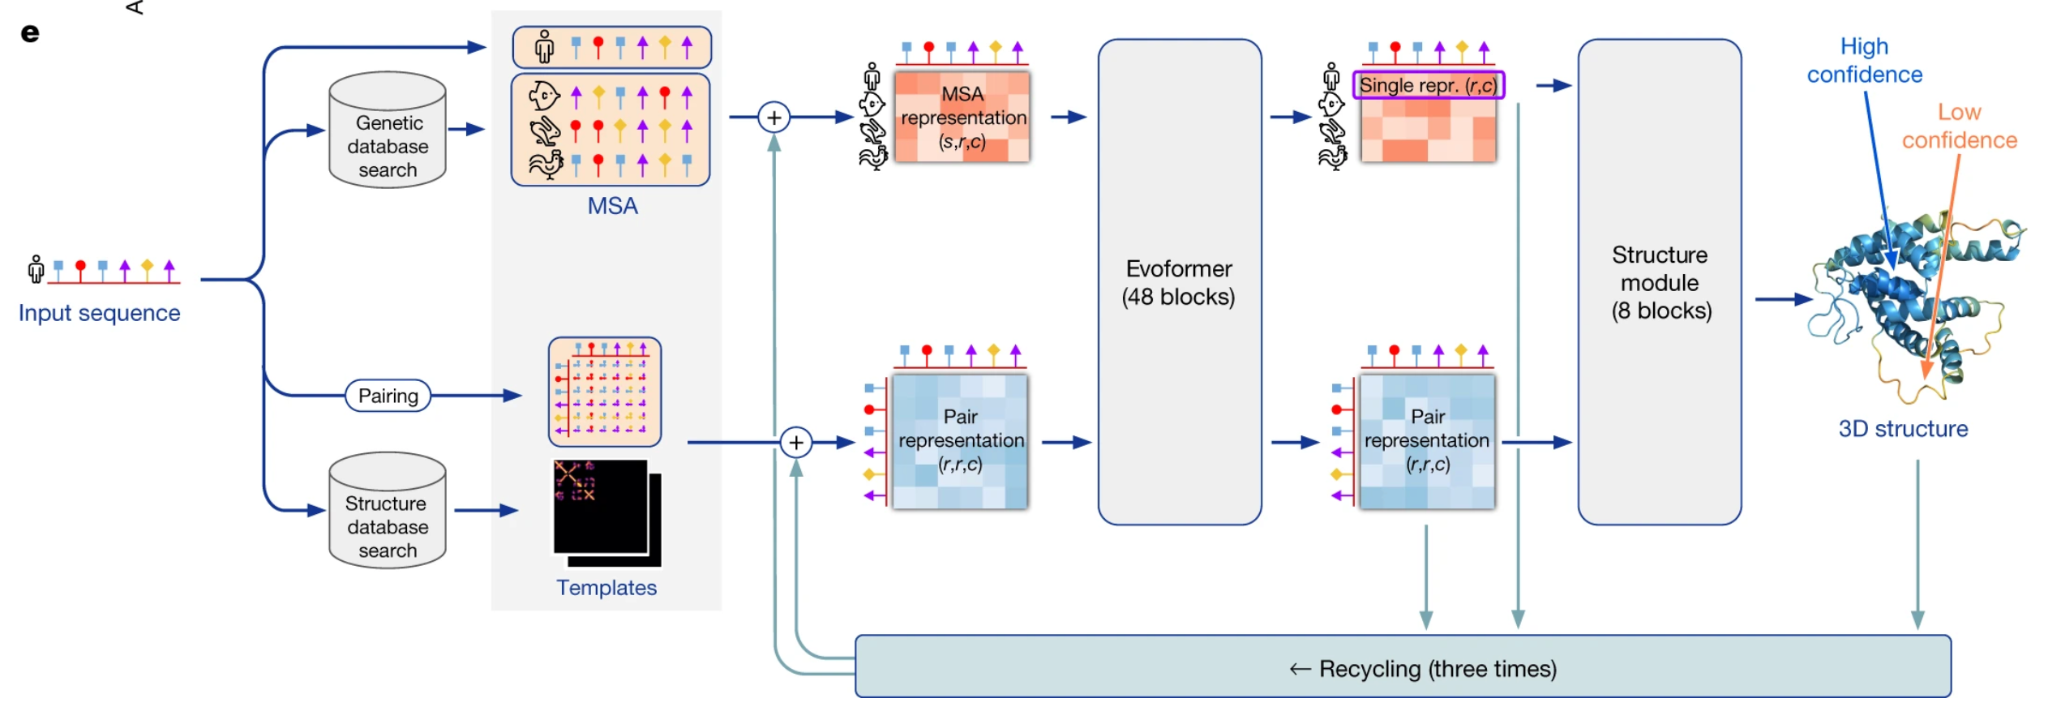 A
e
Input sequence
Genetic
database
search
Pairing
Structure
database
search
MSA
Templates
+
+
MSA
representation
(s,r,c)
Pair
representation
(r,r,c)
Evoformer
(48 blocks)
Single repr. (r,c)
Pair
representation
(r,r,c)
Structure
module
(8 blocks)
High
confidence
Low
confidence
3D structure
← Recycling (three times)